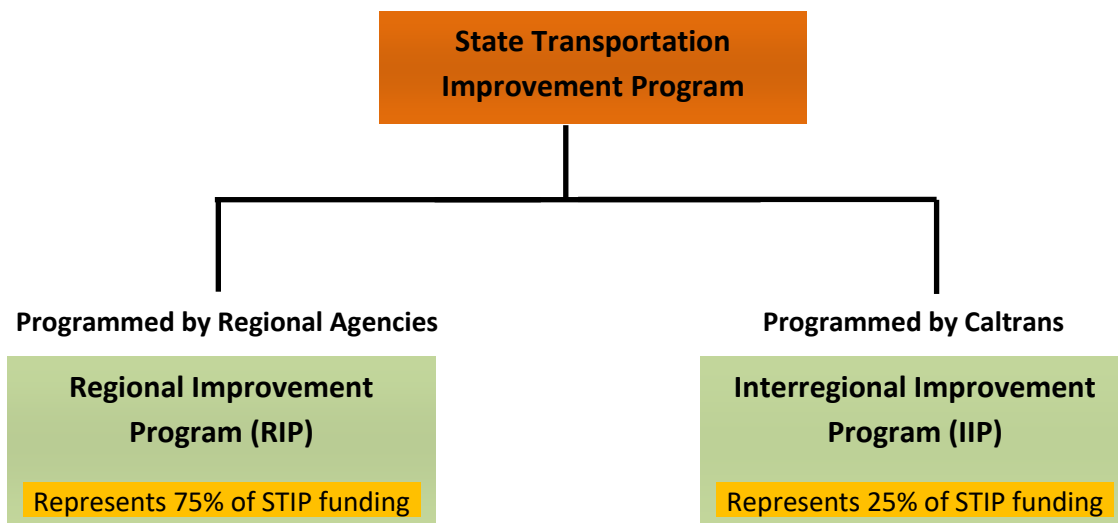 State Transportation
Improvement Program
Programmed by Regional Agencies
Regional Improvement
Program (RIP)
Represents 75% of STIP funding
Programmed by Caltrans
Interregional Improvement
Program (IIP)
Represents 25% of STIP funding